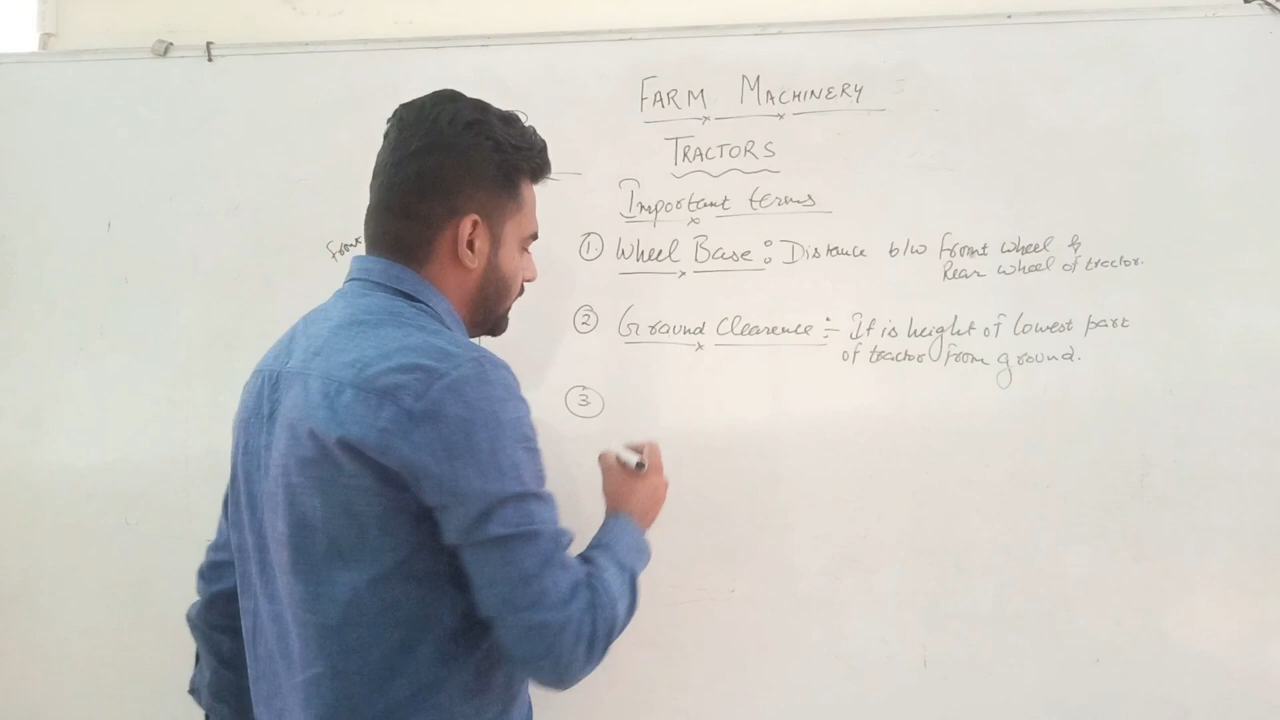 FARM MACHINERY
TRACTORS
Important terms
① Wheel Base : Distance b/w front wheel &
Rear wheel of tractor.
② Ground Clearence :- It is height of lowest part
of tractor from ground.
③
Front